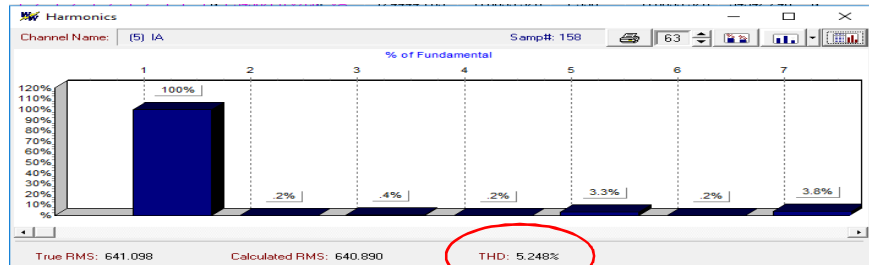 Harmonics
Channel Name: (5) IA Samp#: 158 63
% of Fundamental
1 2 3 4 5 6 7
120%
110%
100%
90%
80%
70%
60%
50%
40%
30%
20%
10%
%
100% .2% .4% .2% 3.3% .2% 3.8%
True RMS: 641.098 Calculated RMS: 640.890 THD: 5.248%